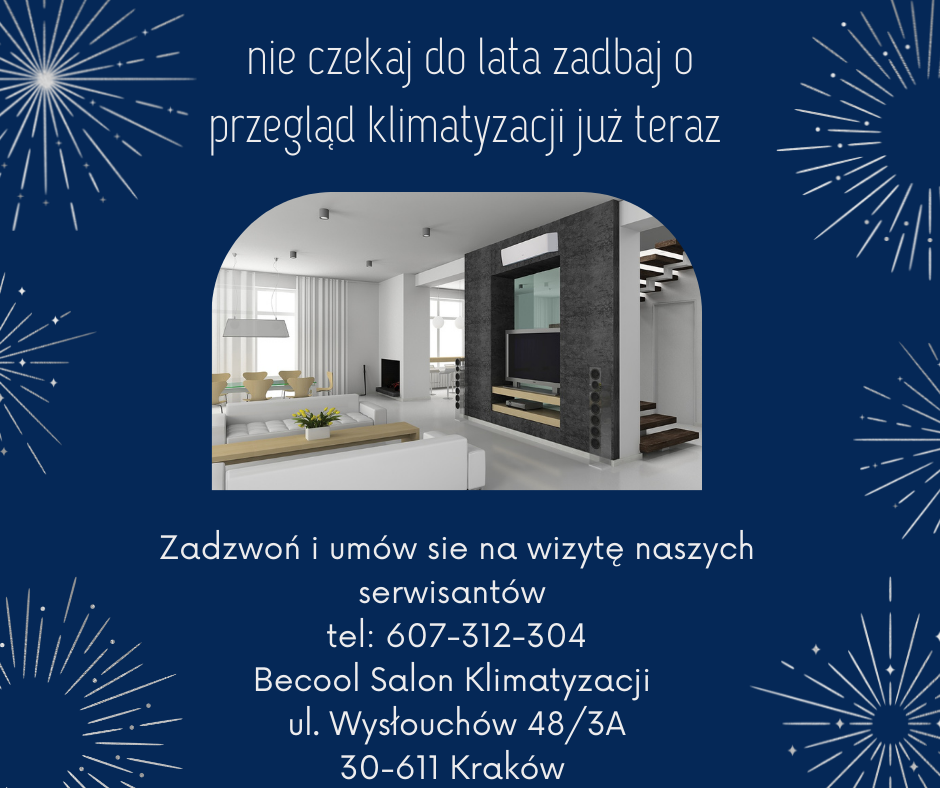 nie czekaj do lata zadbaj o
przegląd klimatyzacji już teraz
Zadzwoń i umów sie na wizytę naszych
serwisantów
tel: 607-312-304
Becool Salon Klimatyzacji
ul. Wysłouchów 48/3A
30-611 Kraków